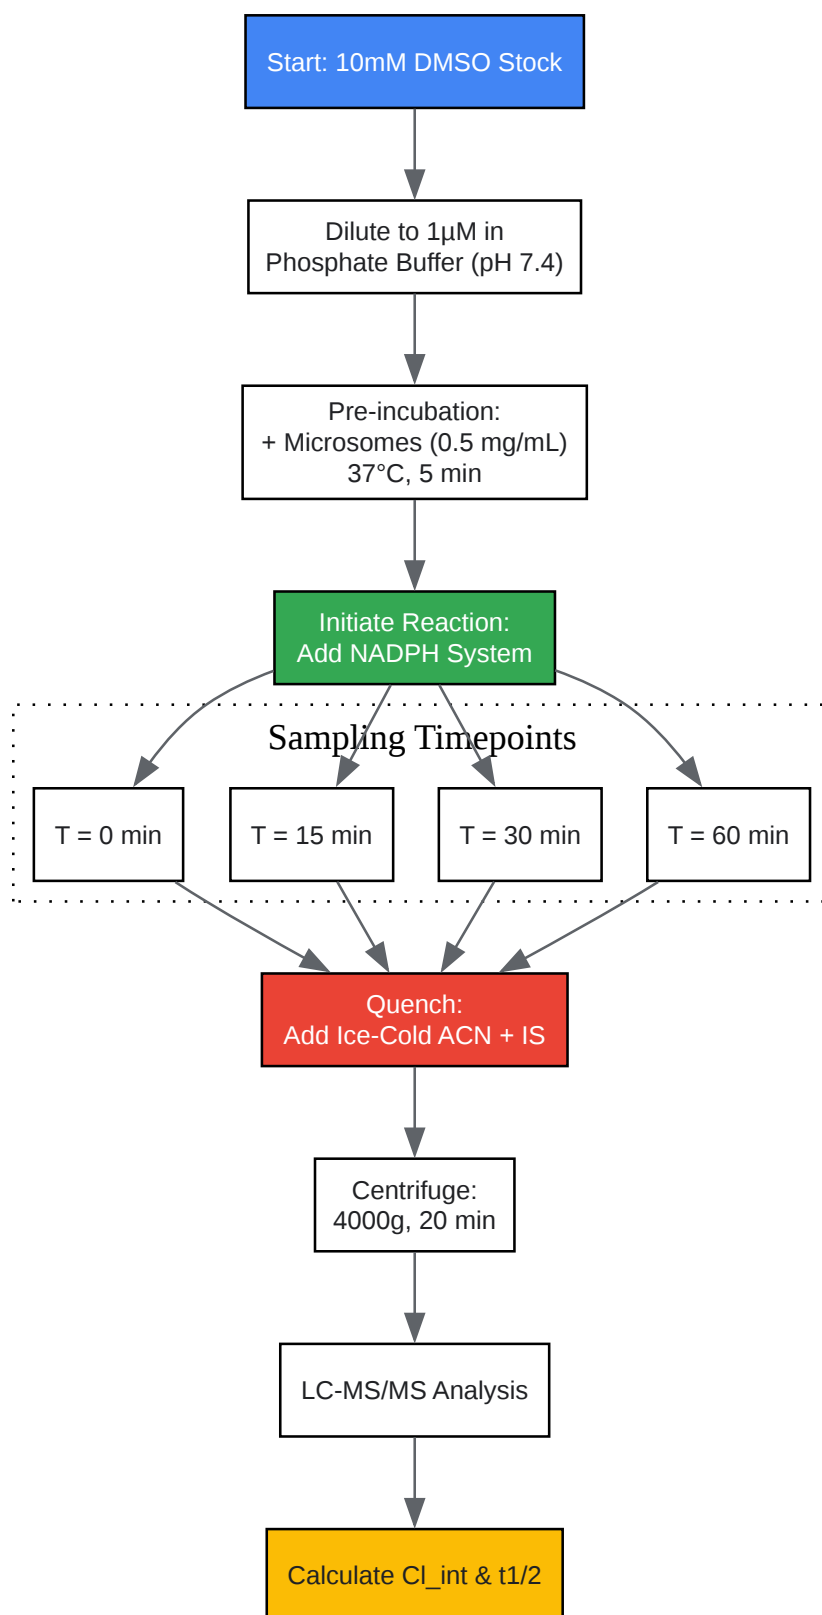 Start: 10mM DMSO Stock
Dilute to 1µM in
Phosphate Buffer (pH 7.4)
Pre-incubation:
+ Microsomes (0.5 mg/mL)
37°C, 5 min
Initiate Reaction:
Add NADPH System
Sampling Timepoints
T = 0 min
T = 15 min
T = 30 min
T = 60 min
Quench:
Add Ice-Cold ACN + IS
Centrifuge:
4000g, 20 min
LC-MS/MS Analysis
Calculate Cl_int & t1/2